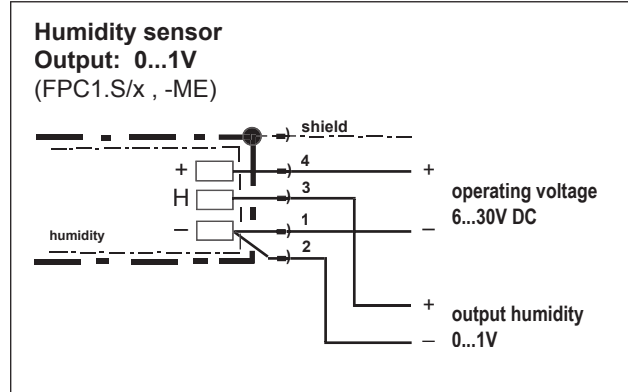 Humidity sensor
Output: 0...1V
(FPC1.S/x , -ME)
shield
4
+ +
3
H
operating voltage
6...30V DC
1
– –
2
humidity
+
output humidity
– 0...1V